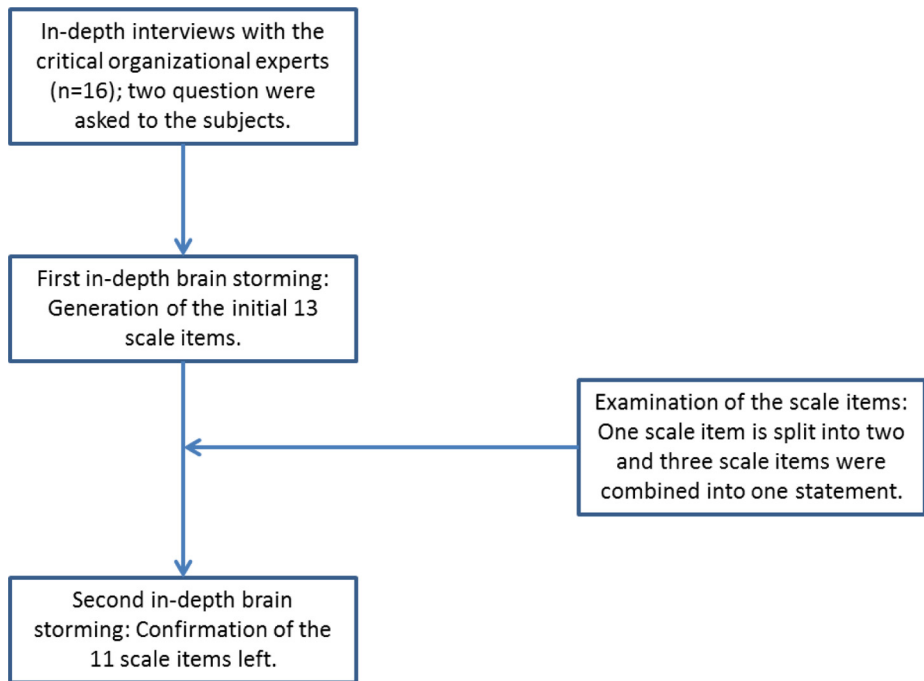 In-depth interviews with the
critical organizational experts
(n=16); two question were
asked to the subjects.
First in-depth brain storming:
Generation of the initial 13
scale items.
Examination of the scale items:
One scale item is split into two
and three scale items were
combined into one statement.
Second in-depth brain
storming: Confirmation of the
11 scale items left.